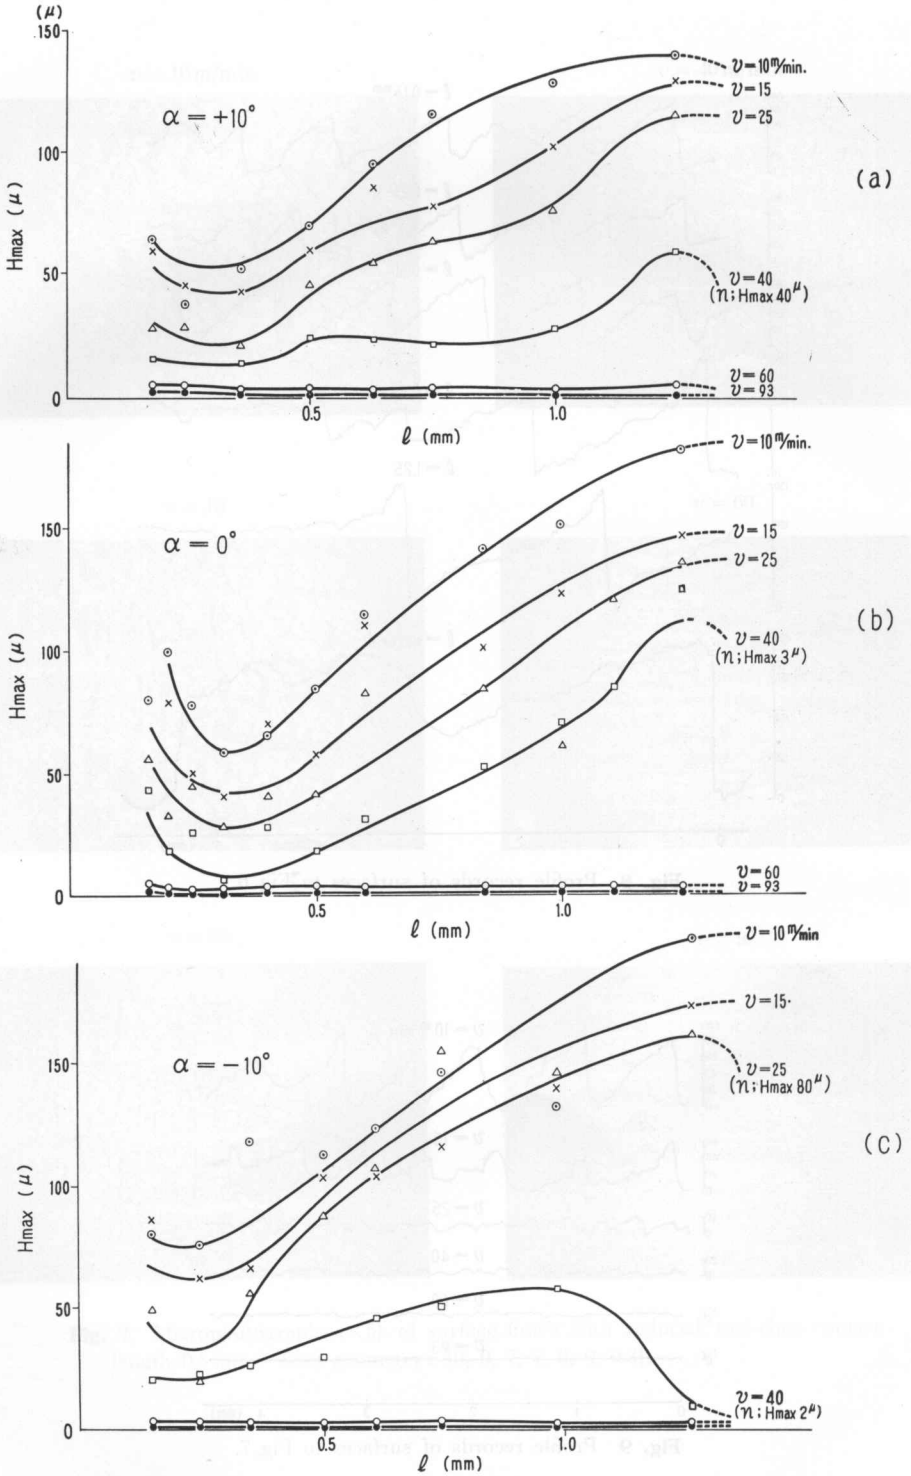 (μ)
150
α = +10°
100
Hmax (μ)
50
0
0.5
1.0
ℓ (mm)
υ = 10 m/min.
υ = 15
υ = 25
υ = 40
(n ; Hmax 40μ)
υ = 60
υ = 93
(a)
α = 0°
150
100
Hmax (μ)
50
0
0.5
1.0
ℓ (mm)
υ = 10 m/min.
υ = 15
υ = 25
υ = 40
(n ; Hmax 3μ)
υ = 60
υ = 93
(b)
α = −10°
150
100
Hmax (μ)
50
0
0.5
1.0
ℓ (mm)
υ = 10 m/min
υ = 15.
υ = 25
(n ; Hmax 80μ)
υ = 40
(n ; Hmax 2μ)
(C)